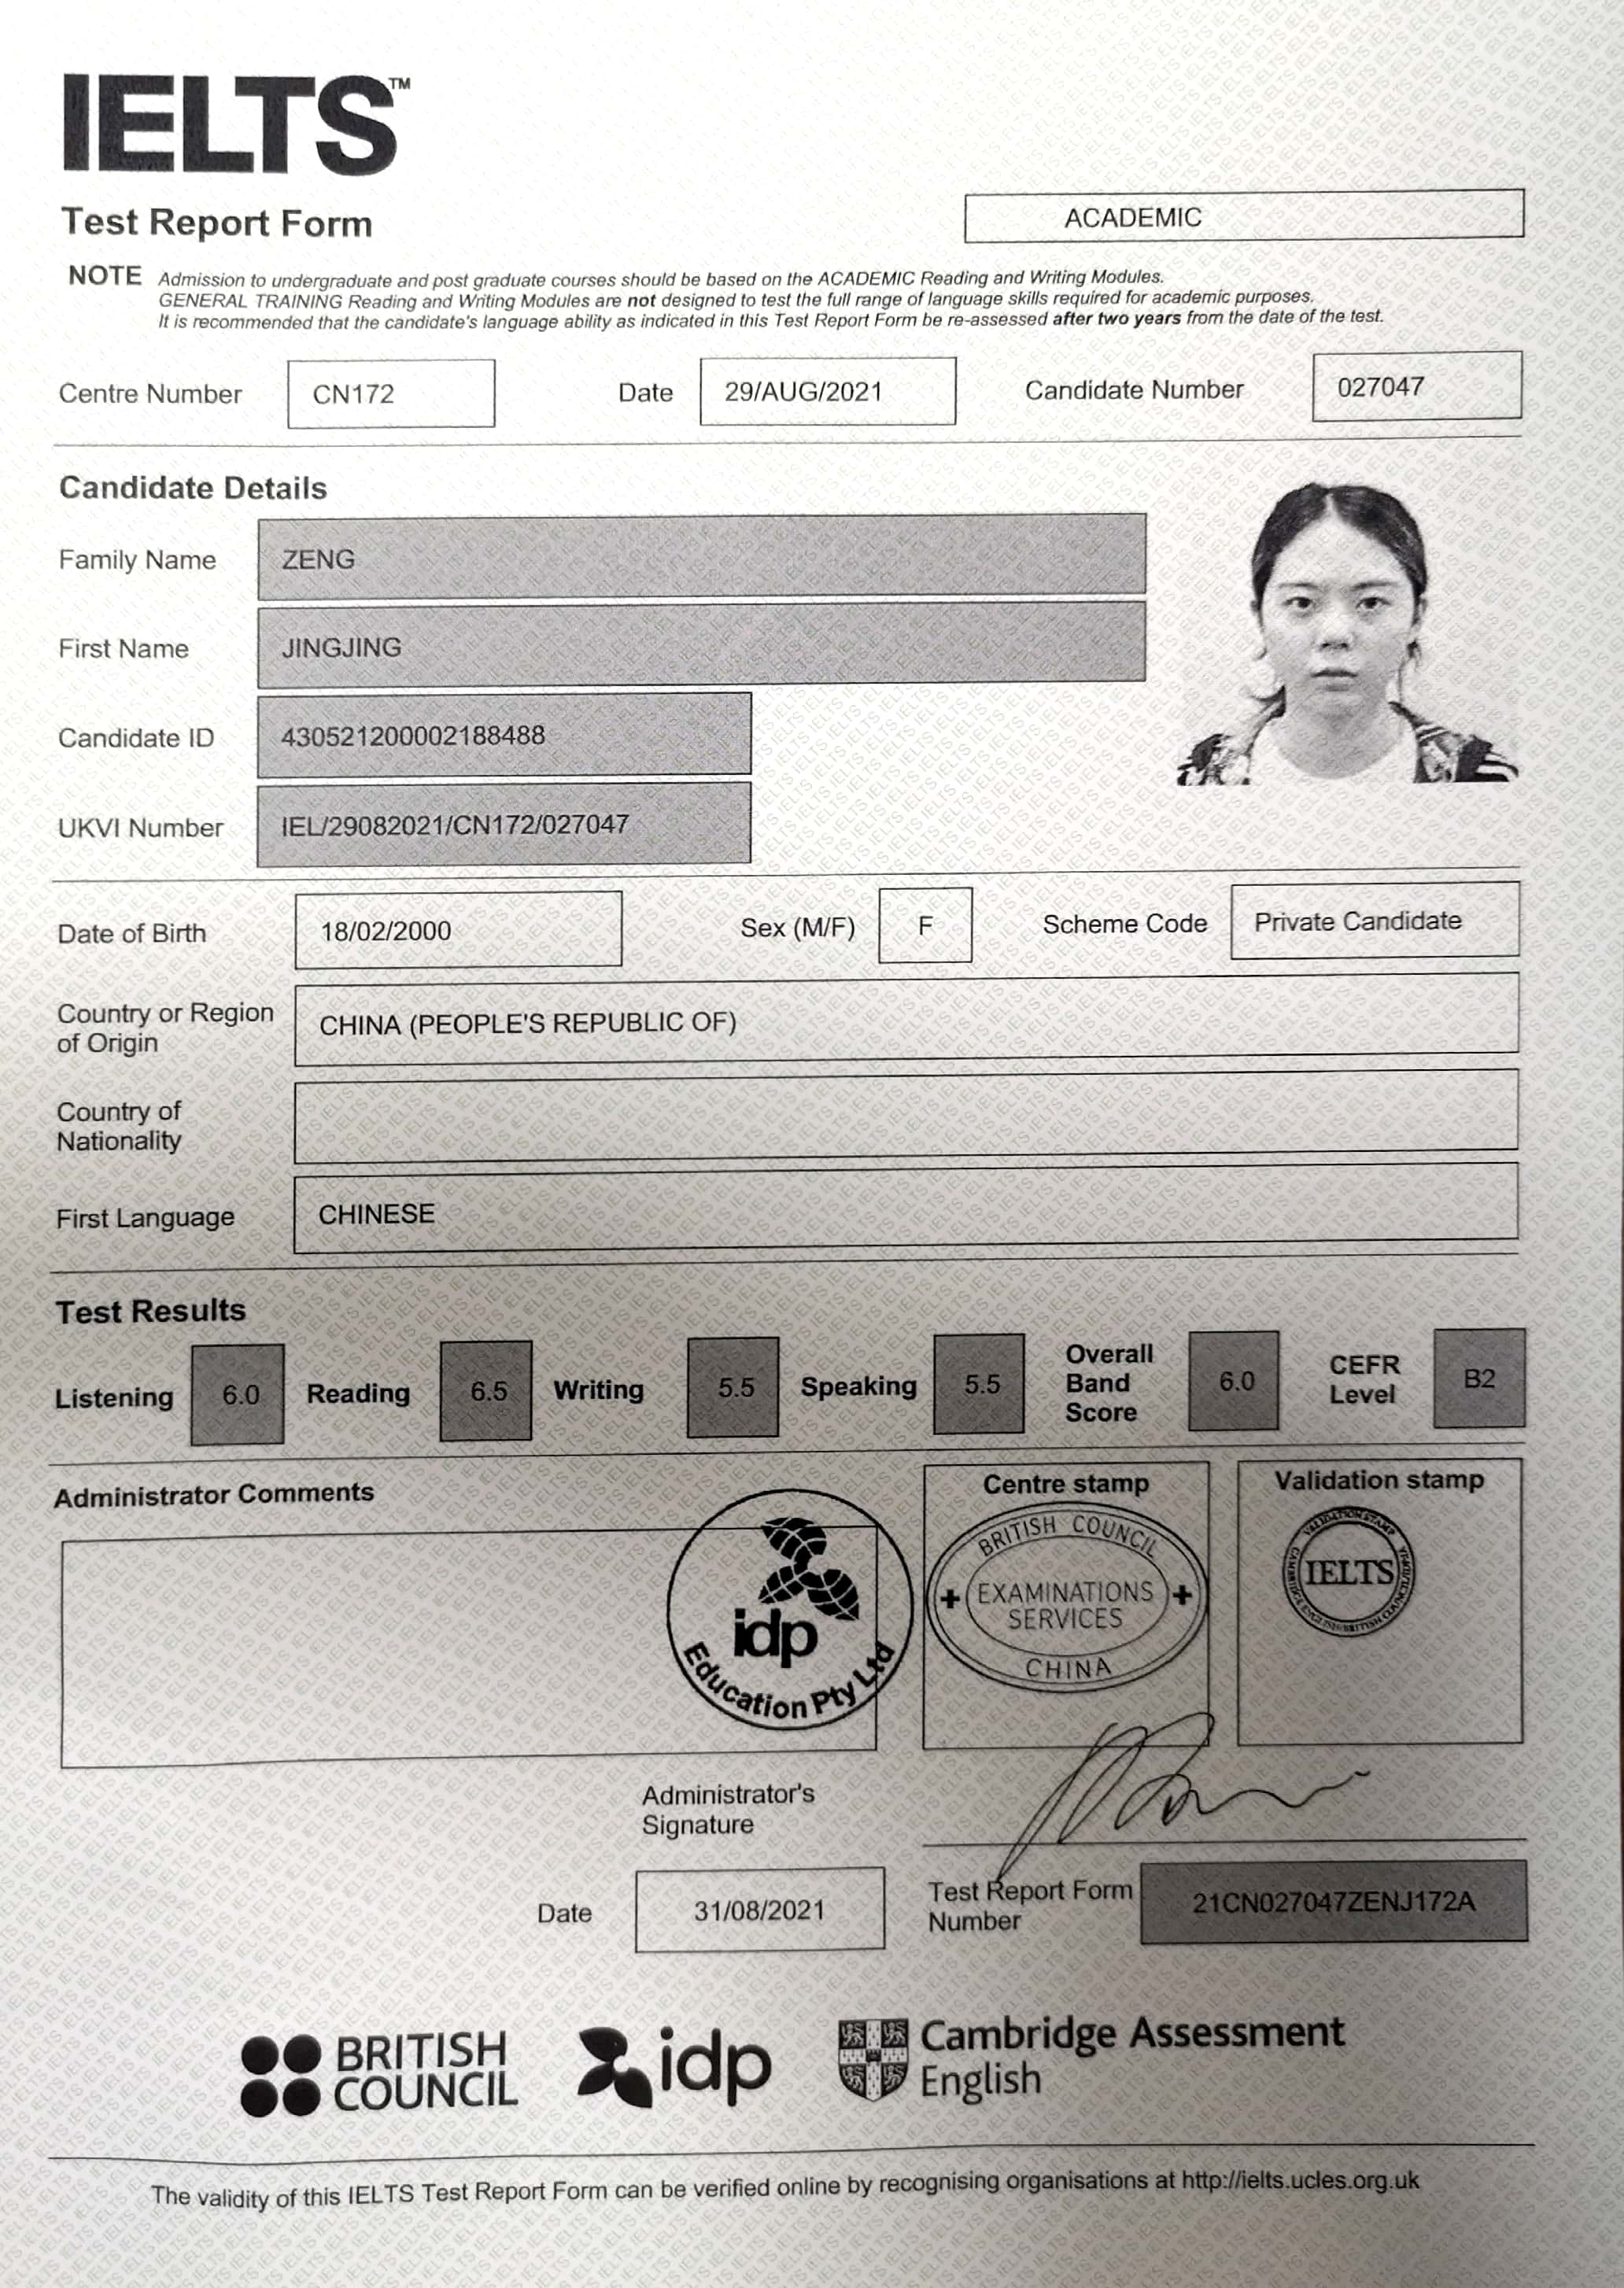 IELTS™
Test Report Form
ACADEMIC
NOTE Admission to undergraduate and post graduate courses should be based on the ACADEMIC Reading and Writing Modules.
GENERAL TRAINING Reading and Writing Modules are not designed to test the full range of language skills required for academic purposes.
It is recommended that the candidate's language ability as indicated in this Test Report Form be re-assessed after two years from the date of the test.
Centre Number CN172 Date 29/AUG/2021 Candidate Number 027047
Candidate Details
Family Name ZENG
First Name JINGJING
Candidate ID 430521200002188488
UKVI Number IEL/29082021/CN172/027047
Date of Birth 18/02/2000 Sex (M/F) F Scheme Code Private Candidate
Country or Region
of Origin
CHINA (PEOPLE'S REPUBLIC OF)
Country of
Nationality
First Language CHINESE
Test Results
Listening 6.0 Reading 6.5 Writing 5.5 Speaking 5.5 Overall Band Score 6.0 CEFR Level B2
Administrator Comments
idp
Education Pty Ltd
Centre stamp
BRITISH COUNCIL
EXAMINATIONS
SERVICES
CHINA
Validation stamp
VALIDATION STAMP
IELTS
Administrator's
Signature
Date 31/08/2021
Test Report Form
Number
21CN027047ZENJ172A
BRITISH
COUNCIL
idp
Cambridge Assessment
English
The validity of this IELTS Test Report Form can be verified online by recognising organisations at http://ielts.ucles.org.uk